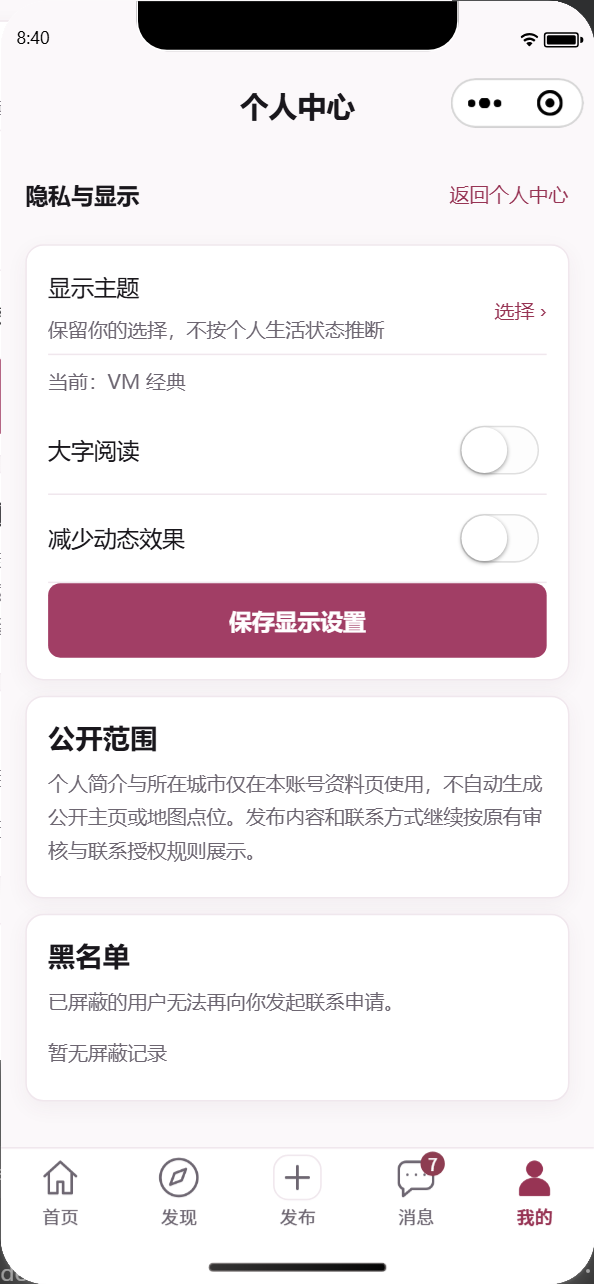 8:40
个人中心
隐私与显示
返回个人中心
显示主题
选择 ›
保留你的选择，不按个人生活状态推断
当前：VM 经典
大字阅读
减少动态效果
保存显示设置
公开范围
个人简介与所在城市仅在本账号资料页使用，不自动生成
公开主页或地图点位。发布内容和联系方式继续按原有审
核与联系授权规则展示。
黑名单
已屏蔽的用户无法再向你发起联系申请。
暂无屏蔽记录
7
首页
发现
发布
消息
我的